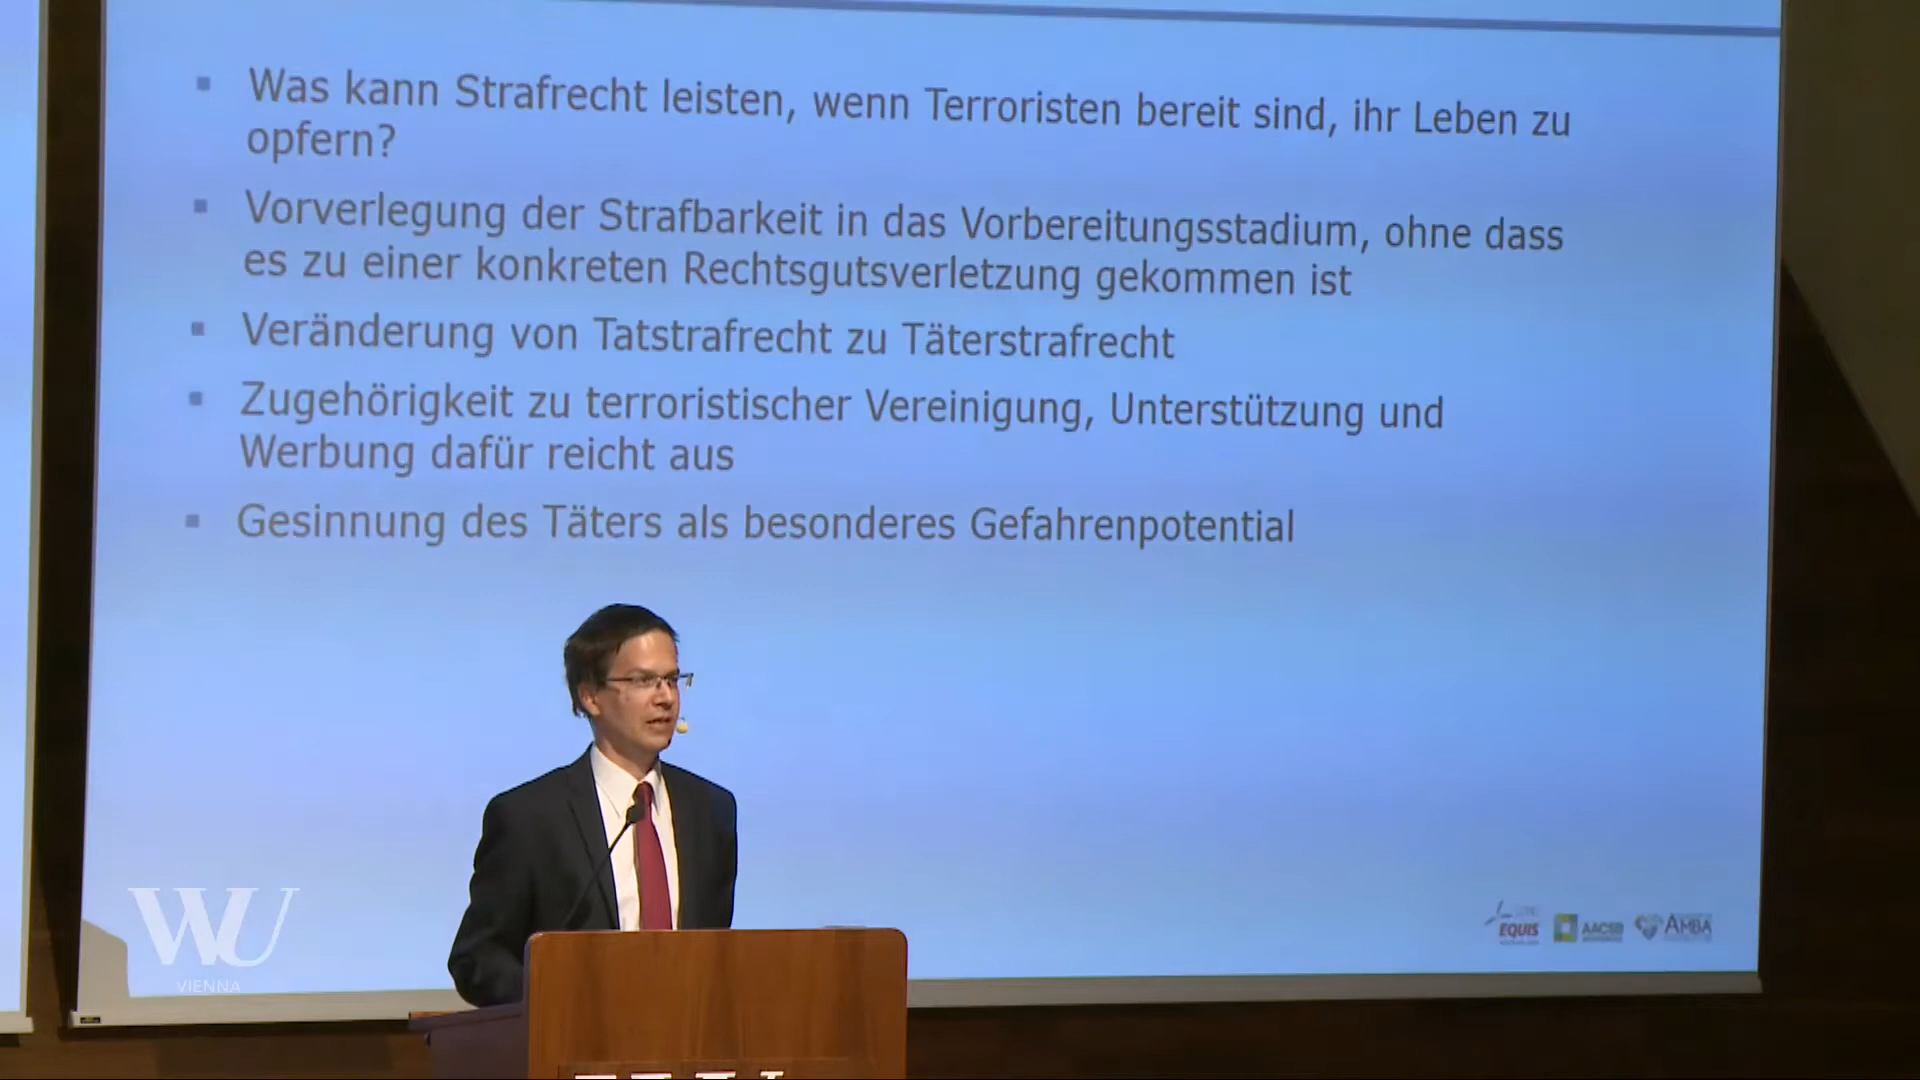 Was kann Strafrecht leisten, wenn Terroristen bereit sind, ihr Leben zu
opfern?
Vorverlegung der Strafbarkeit in das Vorbereitungsstadium, ohne dass
es zu einer konkreten Rechtsgutsverletzung gekommen ist
Veränderung von Tatstrafrecht zu Täterstrafrecht
Zugehörigkeit zu terroristischer Vereinigung, Unterstützung und
Werbung dafür reicht aus
Gesinnung des Täters als besonderes Gefahrenpotential
WU
VIENNA
EQUIS
AACSB
AMBA